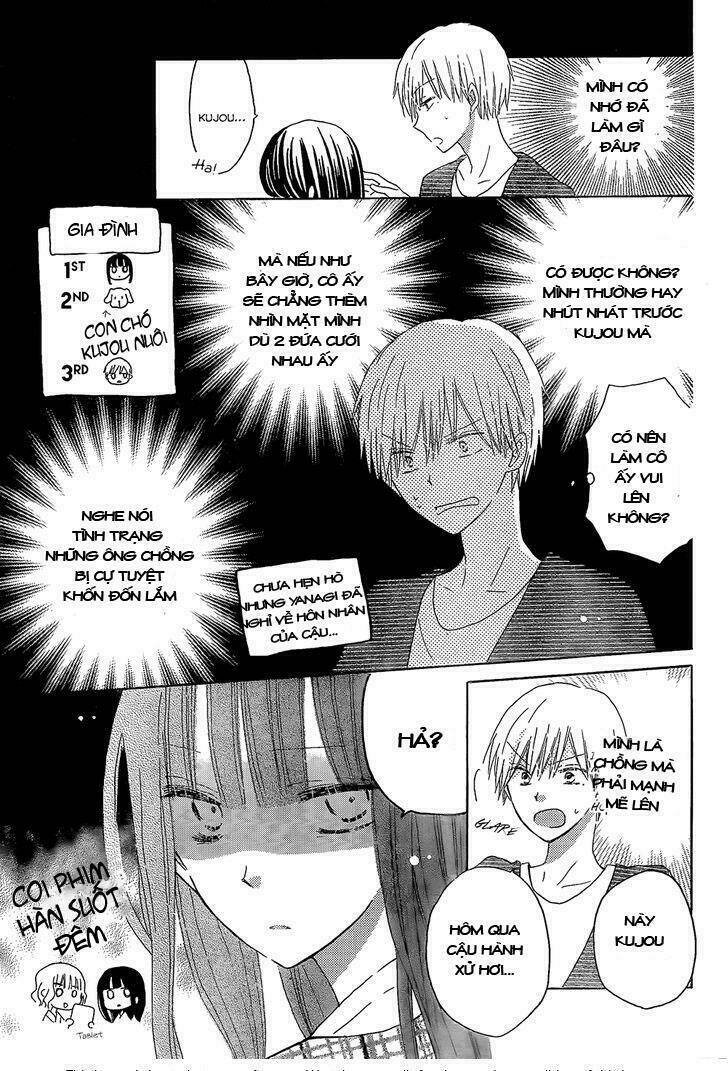 MÌNH CÓ
NHỚ ĐÃ
LÀM GÌ
ĐÂU?
KUJOU...
Ha!
CÓ ĐƯỢC KHÔNG?
MÌNH THƯỜNG HAY
NHÚT NHÁT TRƯỚC
KUJOU MÀ
MÀ NẾU NHƯ
BÂY GIỜ, CÔ ẤY
SẼ CHẲNG THÈM
NHÌN MẶT MÌNH
DÙ 2 ĐỨA CƯỚI
NHAU ẤY
GIA ĐÌNH
1ST
2ND
CON CHÓ
KUJOU NUÔI
3RD
CÓ NÊN
LÀM CÔ
ẤY VUI
LÊN
KHÔNG?
NGHE NÓI
TÌNH TRẠNG
NHỮNG ÔNG CHỒNG
BỊ CỰ TUYỆT
KHỐN ĐỐN LẮM
CHƯA HẸN HÒ
NHƯNG YANAGI ĐÃ
NGHĨ VỀ HÔN NHÂN
CỦA CẬU...
MÌNH LÀ
CHỒNG MÀ
PHẢI MẠNH
MẼ LÊN
GLARE
NÀY
KUJOU
HÔM QUA
CẬU HÀNH
XỬ HƠI...
HẢ?
COI PHIM
HÀN SUỐT
ĐÊM
Tablet